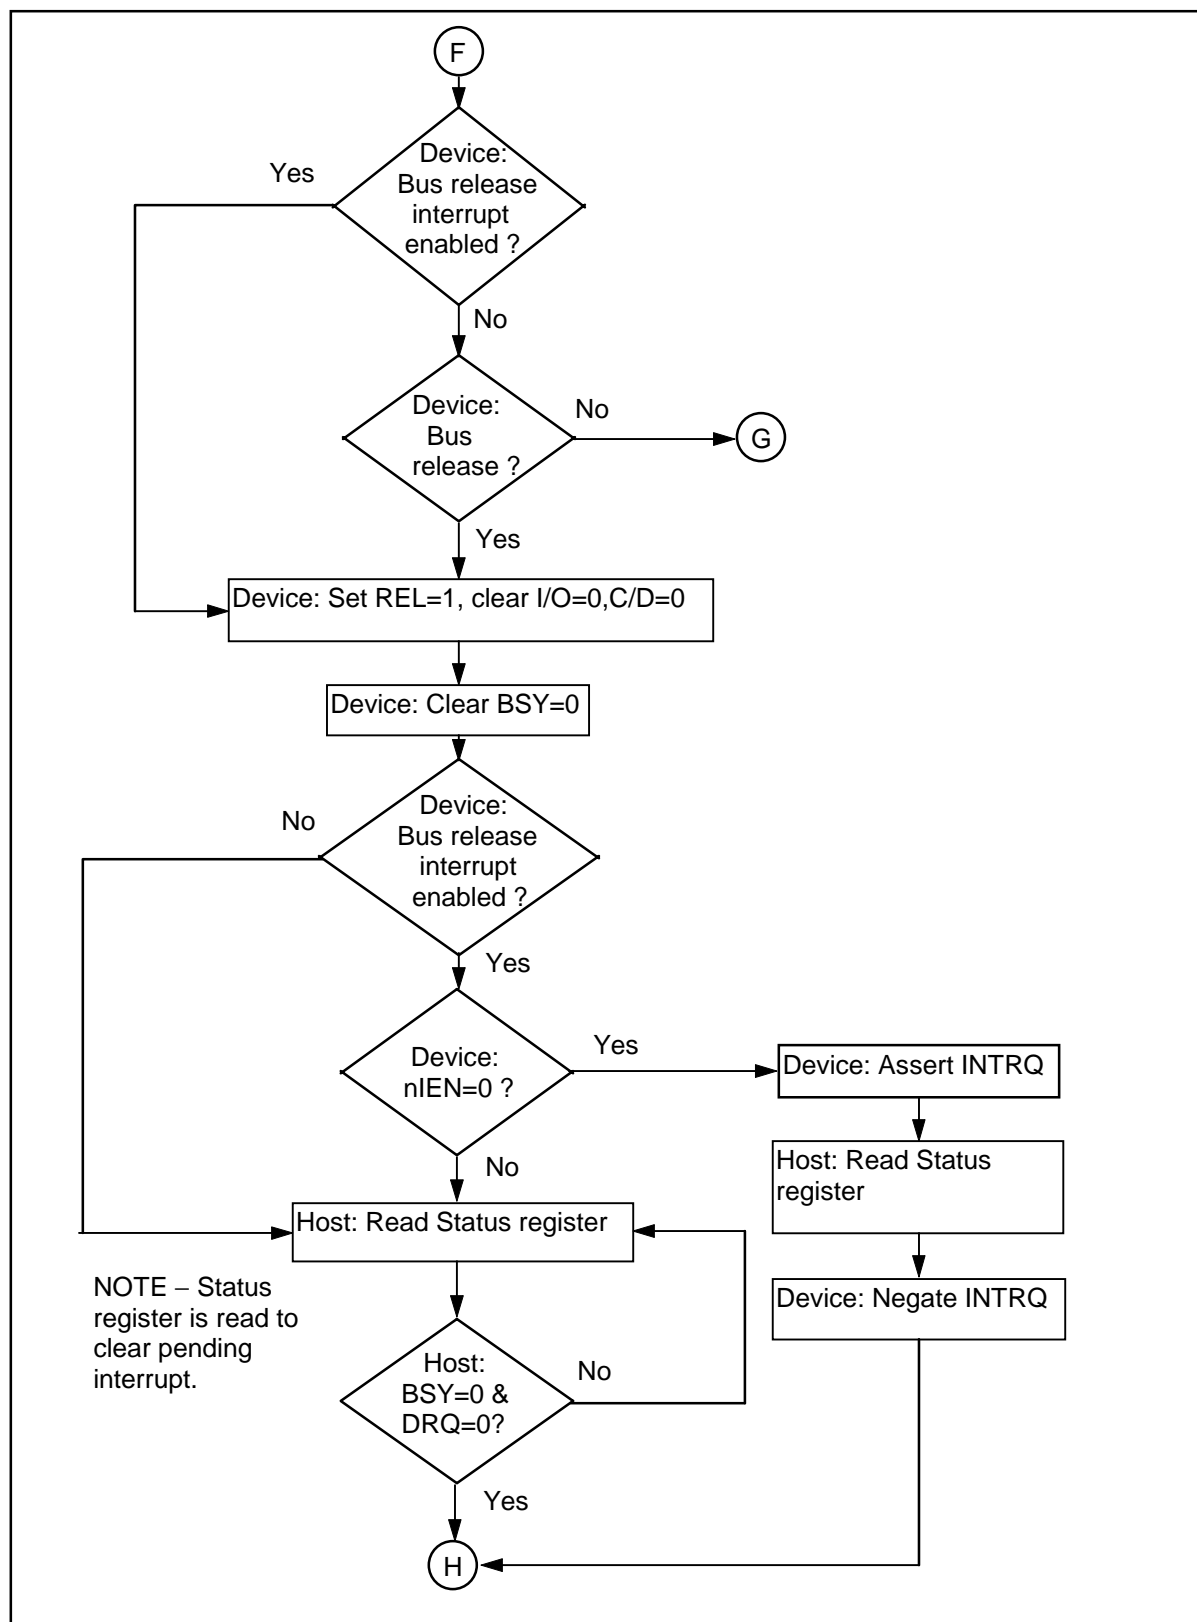 F
Device:
Bus release
interrupt
enabled ?
Yes
No
Device:
Bus
release ?
No
G
Yes
Device: Set REL=1, clear I/O=0,C/D=0
Device: Clear BSY=0
Device:
Bus release
interrupt
enabled ?
No
Yes
Device:
nIEN=0 ?
Yes
Device: Assert INTRQ
No
Host: Read Status
register
Host: Read Status register
Device: Negate INTRQ
NOTE – Status
register is read to
clear pending
interrupt.
Host:
BSY=0 &
DRQ=0?
No
Yes
H